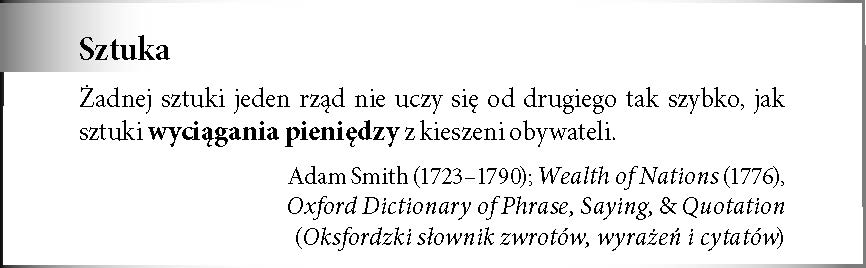 Sztuka
Żadnej sztuki jeden rząd nie uczy się od drugiego tak szybko, jak
sztuki wyciągania pieniędzy z kieszeni obywateli.
Adam Smith (1723–1790); Wealth of Nations (1776),
Oxford Dictionary of Phrase, Saying, & Quotation
(Oksfordzki słownik zwrotów, wyrażeń i cytatów)